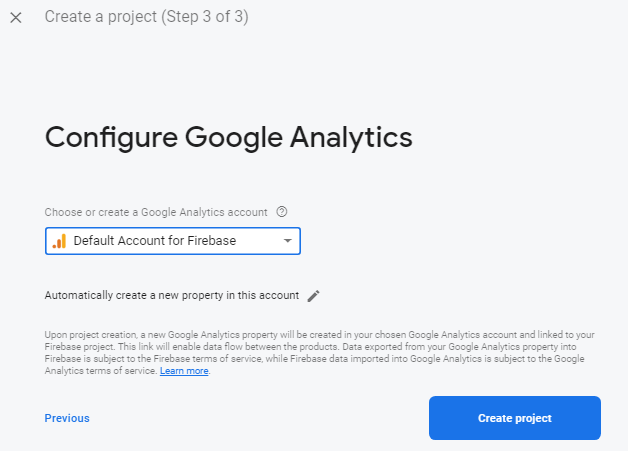 Create a project (Step 3 of 3)
Configure Google Analytics
Choose or create a Google Analytics account
Default Account for Firebase
Automatically create a new property in this account
Upon project creation, a new Google Analytics property will be created in your chosen Google Analytics account and linked to your
Firebase project. This link will enable data flow between the products. Data exported from your Google Analytics property into
Firebase is subject to the Firebase terms of service, while Firebase data imported into Google Analytics is subject to the Google
Analytics terms of service. Learn more.
Previous
Create project